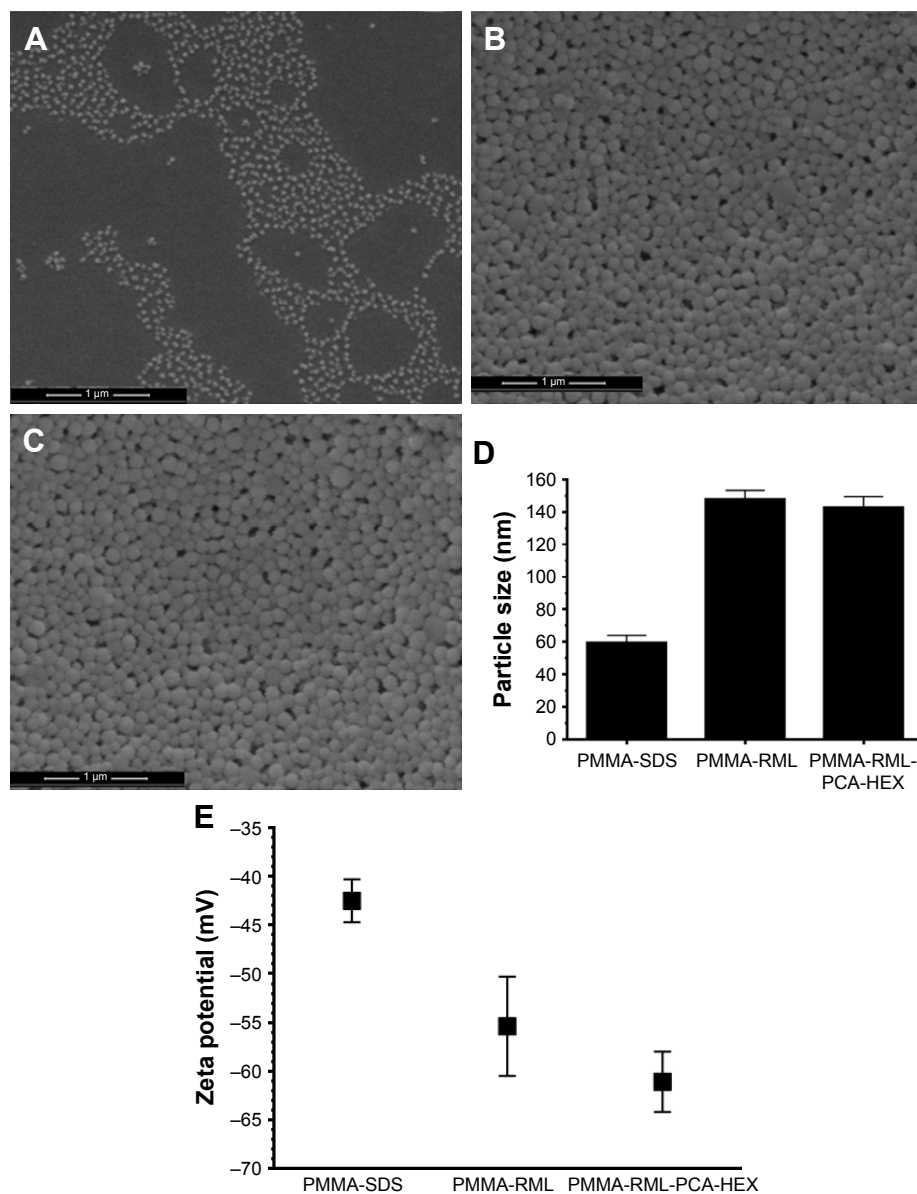 A
1 µm
B
1 µm
C
1 µm
D
Particle size (nm)
160
140
120
100
80
60
40
20
0
PMMA-SDS
PMMA-RML
PMMA-RML-
PCA-HEX
E
Zeta potential (mV)
–35
–40
–45
–50
–55
–60
–65
–70
PMMA-SDS
PMMA-RML
PMMA-RML-PCA-HEX